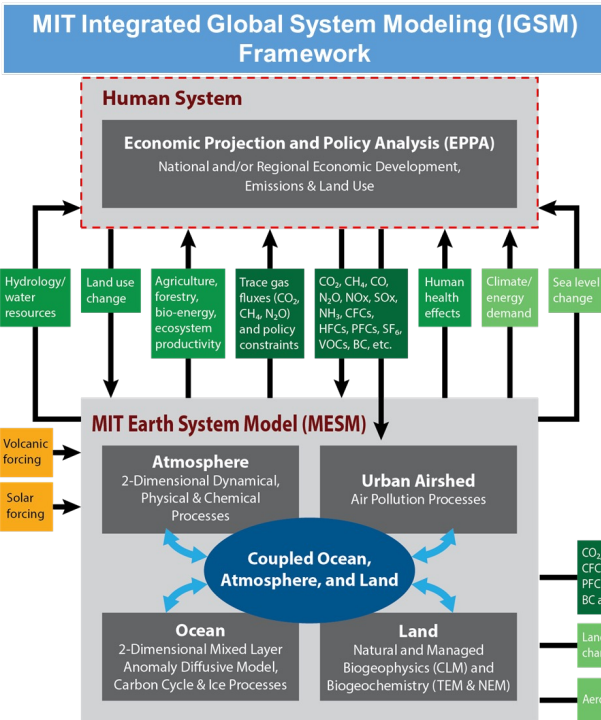 MIT Integrated Global System Modeling (IGSM)
Framework
Human System
Economic Projection and Policy Analysis (EPPA)
National and/or Regional Economic Development,
Emissions & Land Use
Hydrology/
water
resources
Land use
change
Agriculture,
forestry,
bio-energy,
ecosystem
productivity
Trace gas
fluxes (CO₂,
CH₄, N₂O)
and policy
constraints
CO₂, CH₄, CO,
N₂O, NOx, SOx,
NH₃, CFCs,
HFCs, PFCs, SF₆,
VOCs, BC, etc.
Human
health
effects
Climate/
energy
demand
Sea level
change
MIT Earth System Model (MESM)
Volcanic
forcing
Solar
forcing
Atmosphere
2-Dimensional Dynamical,
Physical & Chemical
Processes
Urban Airshed
Air Pollution Processes
Coupled Ocean,
Atmosphere, and Land
Ocean
2-Dimensional Mixed Layer
Anomaly Diffusive Model,
Carbon Cycle & Ice Processes
Land
Natural and Managed
Biogeophysics (CLM) and
Biogeochemistry (TEM & NEM)
CO₂
CFC
PFC
BC